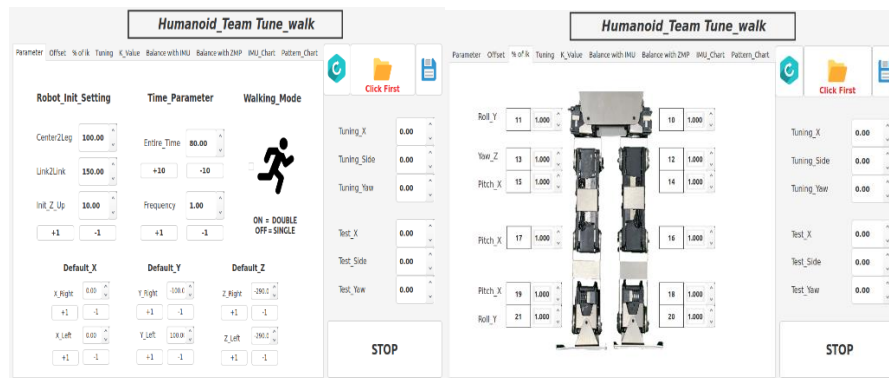 Humanoid_Team Tune_walk
Parameter Offset % of ik Tuning K_Value Balance with IMU Balance with ZMP IMU_Chart Pattern_Chart
Click First
Robot_Init_Setting Time_Parameter Walking_Mode
Center2Leg 100.00 Entire_Time 80.00
Link2Link 150.00 +10 -10
Init_Z_Up 10.00 Frequency 1.00
+1 -1 +1 -1
ON = DOUBLE
OFF = SINGLE
Default_X Default_Y Default_Z
X_Right 0.00 Y_Right -100.0 Z_Right -290.0
+1 -1 +1 -1 +1 -1
X_Left 0.00 Y_Left 100.00 Z_Left -290.0
+1 -1 +1 -1 +1 -1
Tuning_X 0.00
Tuning_Side 0.00
Tuning_Yaw 0.00
Test_X 0.00
Test_Side 0.00
Test_Yaw 0.00
STOP
Humanoid_Team Tune_walk
Parameter Offset % of ik Tuning K_Value Balance with IMU Balance with ZMP IMU_Chart Pattern_Chart
Click First
Roll_Y 11 1.000 10 1.000
Yaw_Z 13 1.000 12 1.000
Pitch_X 15 1.000 14 1.000
Pitch_X 17 1.000 16 1.000
Pitch_X 19 1.000 18 1.000
Roll_Y 21 1.000 20 1.000
Tuning_X 0.00
Tuning_Side 0.00
Tuning_Yaw 0.00
Test_X 0.00
Test_Side 0.00
Test_Yaw 0.00
STOP